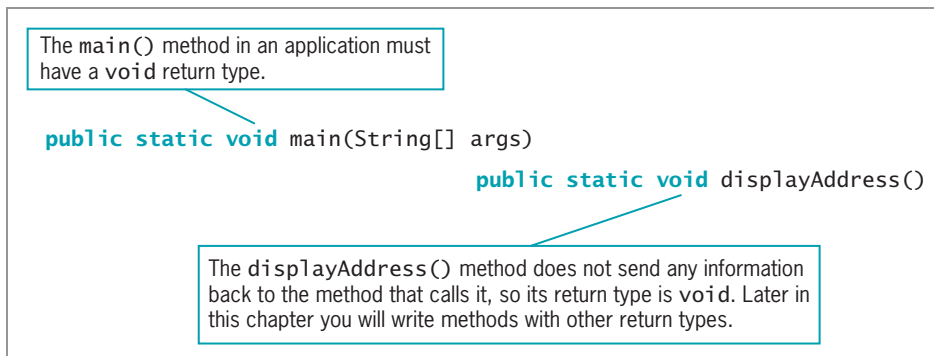 The main() method in an application must
have a void return type.
public static void main(String[] args)
public static void displayAddress()
The displayAddress() method does not send any information
back to the method that calls it, so its return type is void. Later in
this chapter you will write methods with other return types.